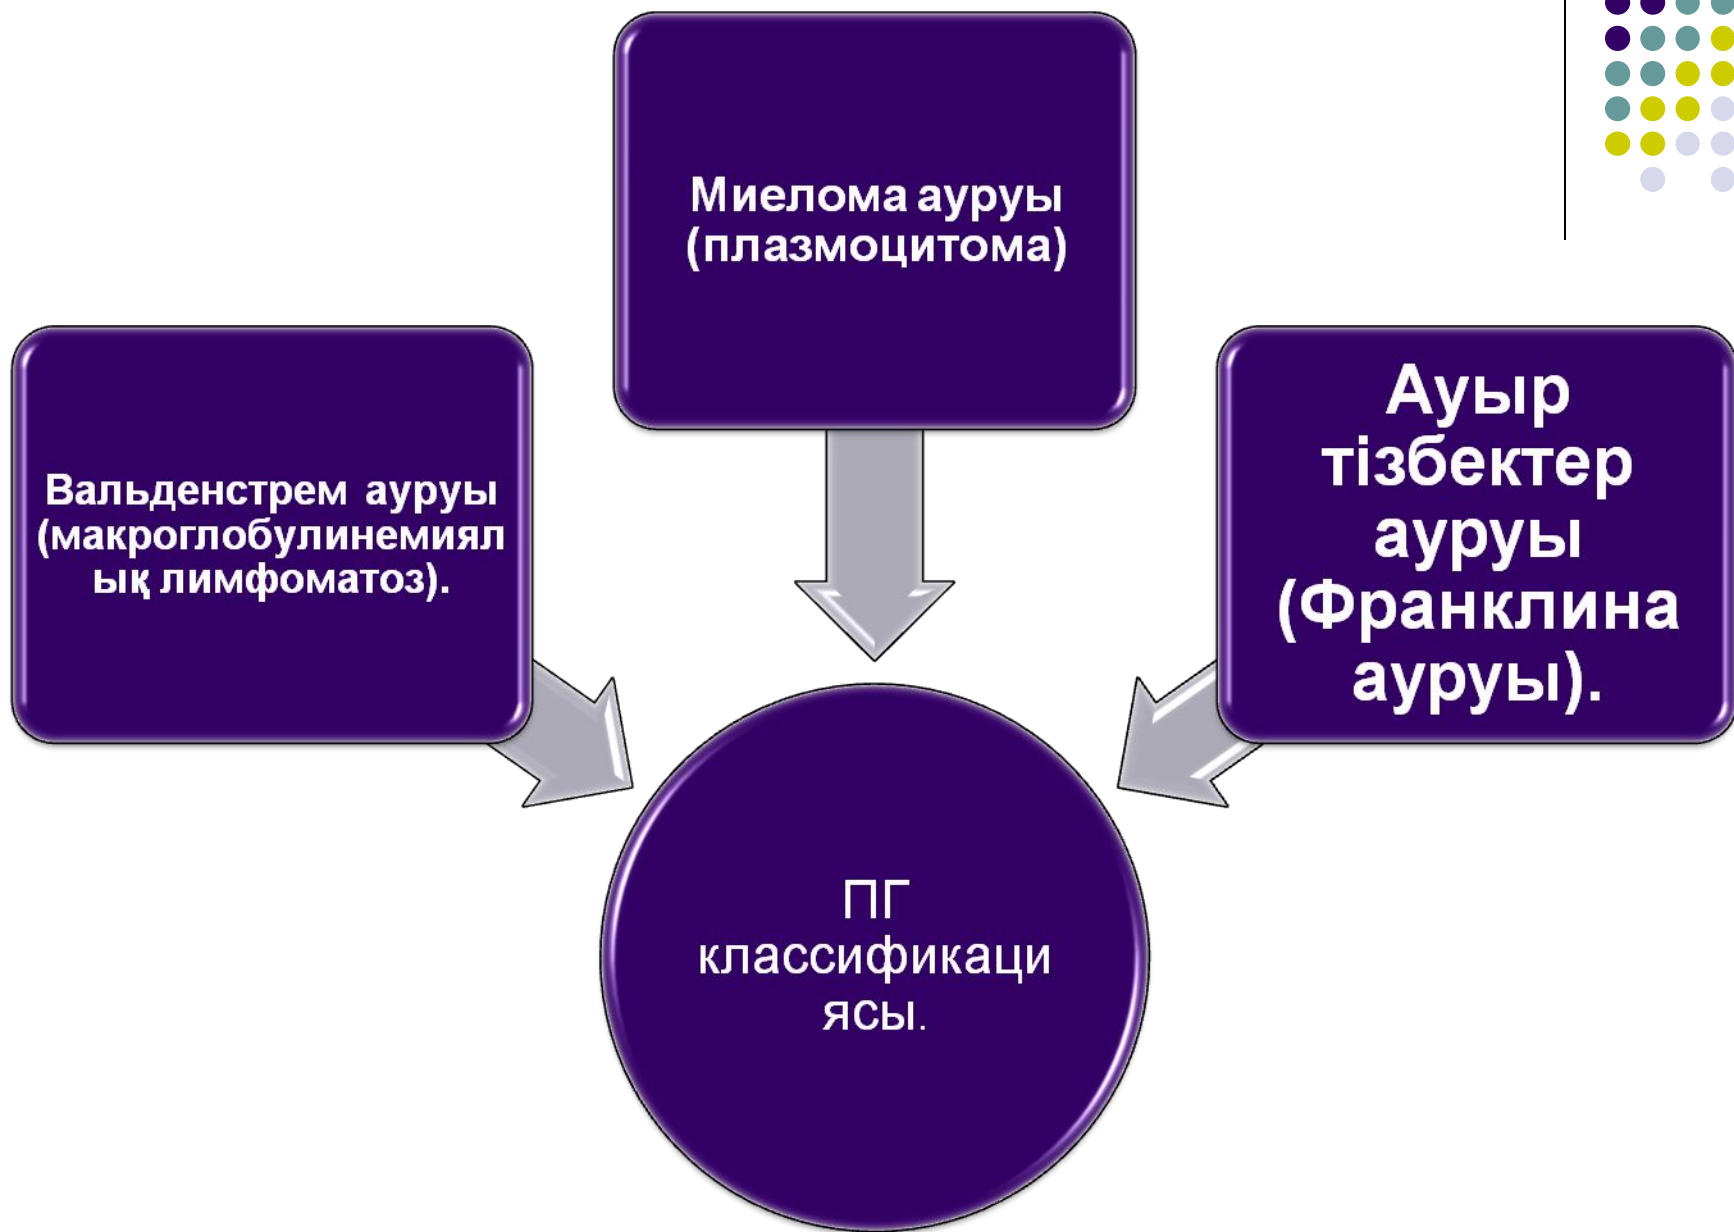 Миелома ауруы
(плазмоцитома)
Вальденстрем ауруы
(макроглобулинемиял
ық лимфоматоз).
Ауыр
тізбектер
ауруы
(Франклина
ауруы).
ПГ
классификаци
ясы.